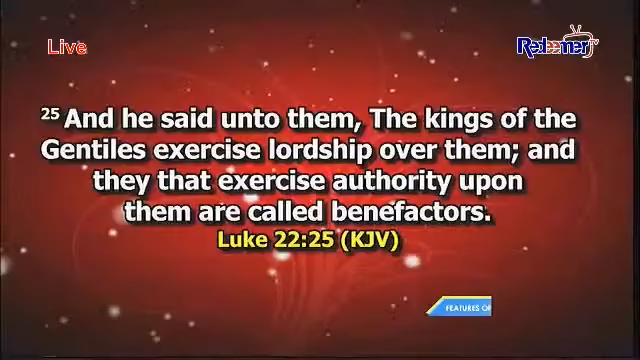 Live
Redeemer TV
25 And he said unto them, The kings of the
Gentiles exercise lordship over them; and
they that exercise authority upon
them are called benefactors.
Luke 22:25 (KJV)
FEATURES OF